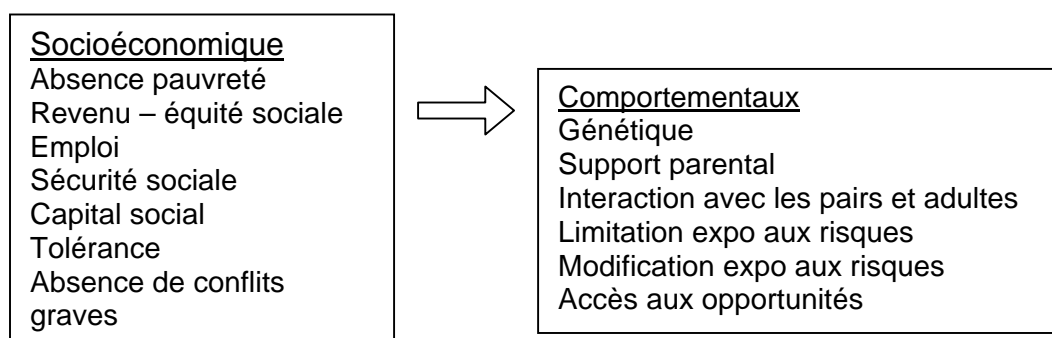 Socioéconomique
Absence pauvreté
Revenu – équité sociale
Emploi
Sécurité sociale
Capital social
Tolérance
Absence de conflits
graves
Comportementaux
Génétique
Support parental
Interaction avec les pairs et adultes
Limitation expo aux risques
Modification expo aux risques
Accès aux opportunités